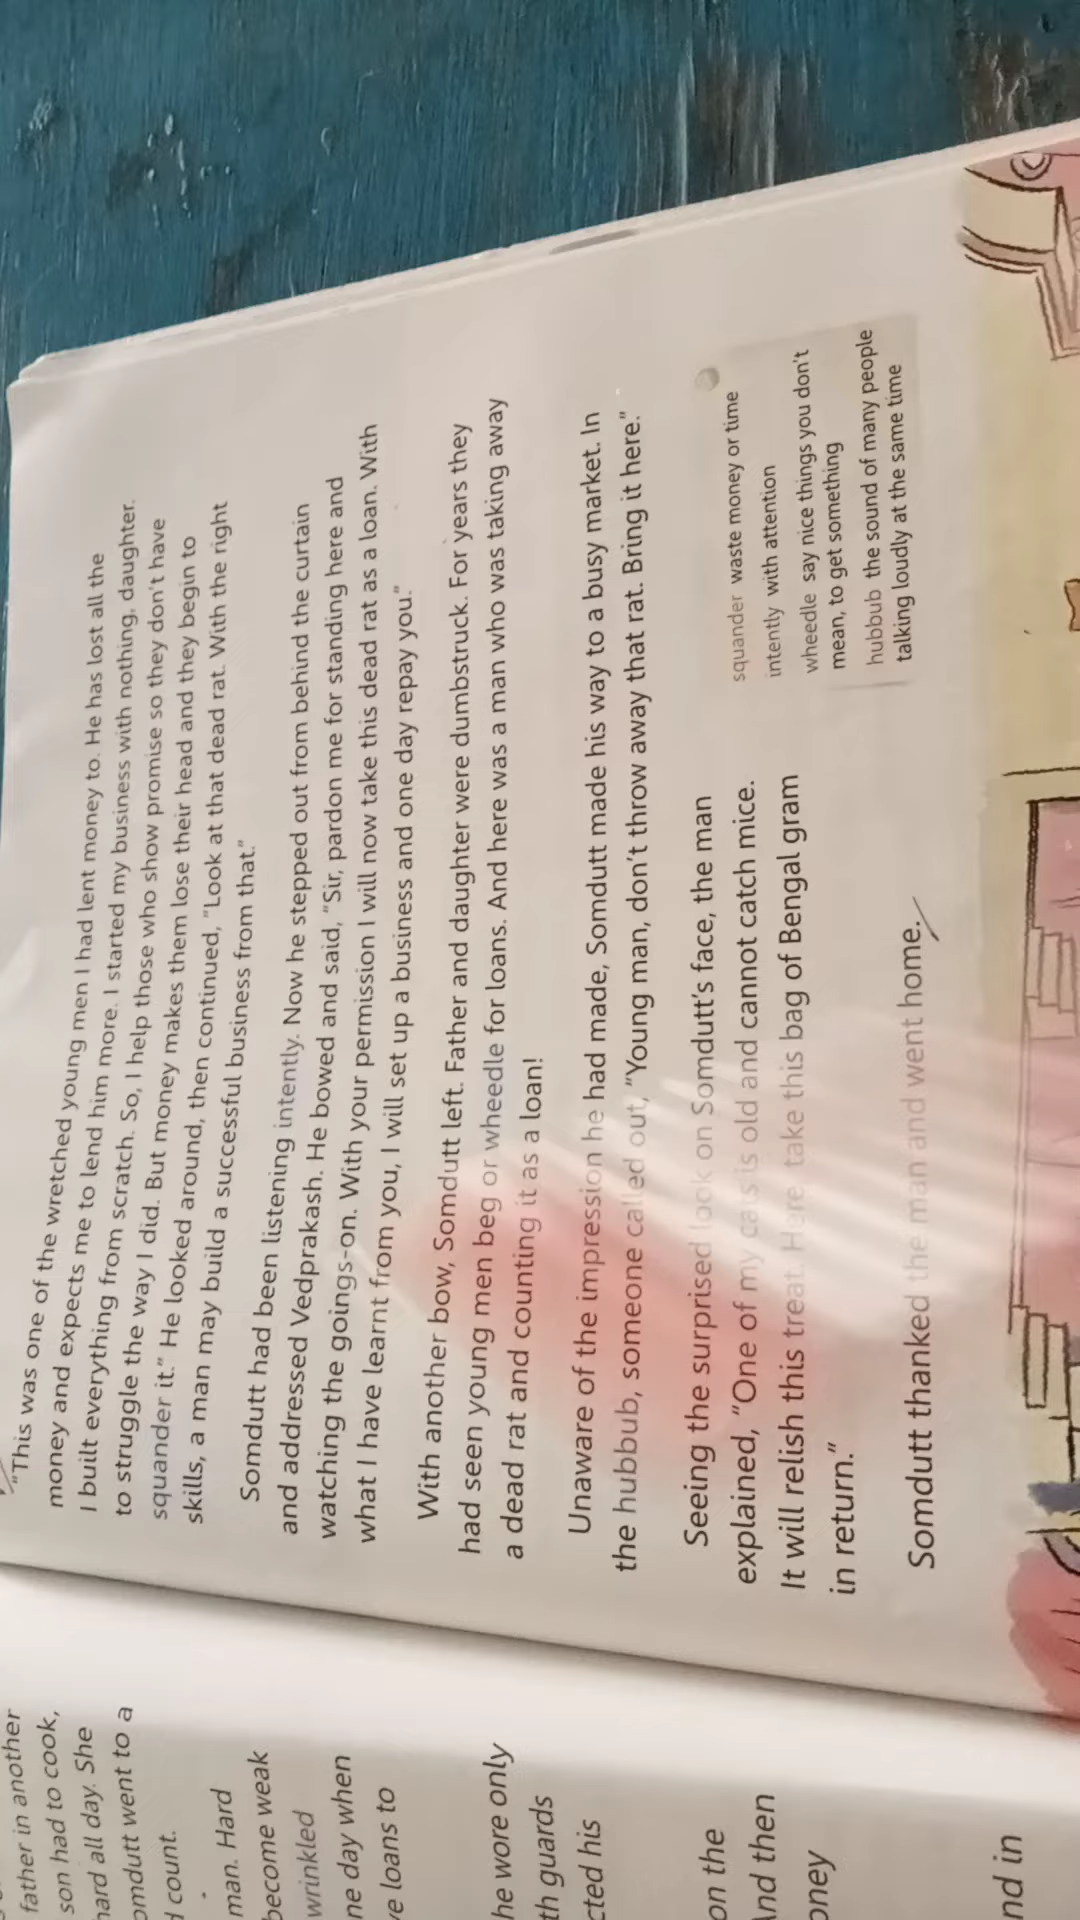 father in another
son had to cook,
hard all day. She
omdutt went to a
d count.
man. Hard
become weak
wrinkled
ne day when
ve loans to
he wore only
th guards
cted his
on the
And then
oney
nd in
"This was one of the wretched young men I had lent money to. He has lost all the
money and expects me to lend him more. I started my business with nothing, daughter.
I built everything from scratch. So, I help those who show promise so they don't have
to struggle the way I did. But money makes them lose their head and they begin to
squander it." He looked around, then continued, "Look at that dead rat. With the right
skills, a man may build a successful business from that."
Somdutt had been listening intently. Now he stepped out from behind the curtain
and addressed Vedprakash. He bowed and said, "Sir, pardon me for standing here and
watching the goings-on. With your permission I will now take this dead rat as a loan. With
what I have learnt from you, I will set up a business and one day repay you."
With another bow, Somdutt left. Father and daughter were dumbstruck. For years they
had seen young men beg or wheedle for loans. And here was a man who was taking away
a dead rat and counting it as a loan!
Unaware of the impression he had made, Somdutt made his way to a busy market. In
the hubbub, someone called out, "Young man, don't throw away that rat. Bring it here."
Seeing the surprised look on Somdutt's face, the man
explained, "One of my cats is old and cannot catch mice.
It will relish this treat. Here, take this bag of Bengal gram
in return."
Somdutt thanked the man and went home.
squander waste money or time
intently with attention
wheedle say nice things you don't
mean, to get something
hubbub the sound of many people
talking loudly at the same time